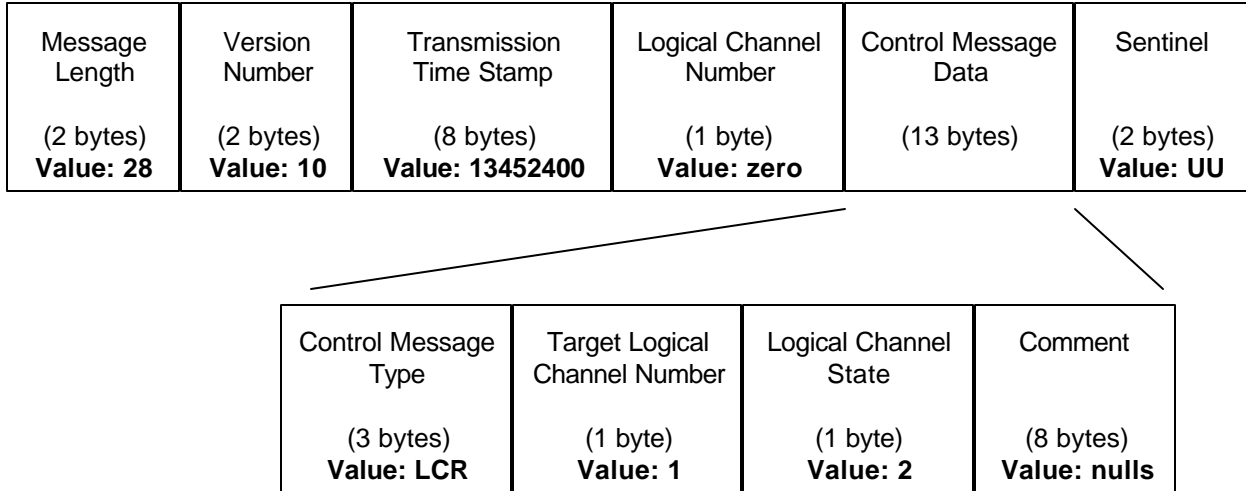 Message Length
(2 bytes)
Value: 28
Version Number
(2 bytes)
Value: 10
Transmission Time Stamp
(8 bytes)
Value: 13452400
Logical Channel Number
(1 byte)
Value: zero
Control Message Data
(13 bytes)
Sentinel
(2 bytes)
Value: UU
Control Message Type
(3 bytes)
Value: LCR
Target Logical Channel Number
(1 byte)
Value: 1
Logical Channel State
(1 byte)
Value: 2
Comment
(8 bytes)
Value: nulls